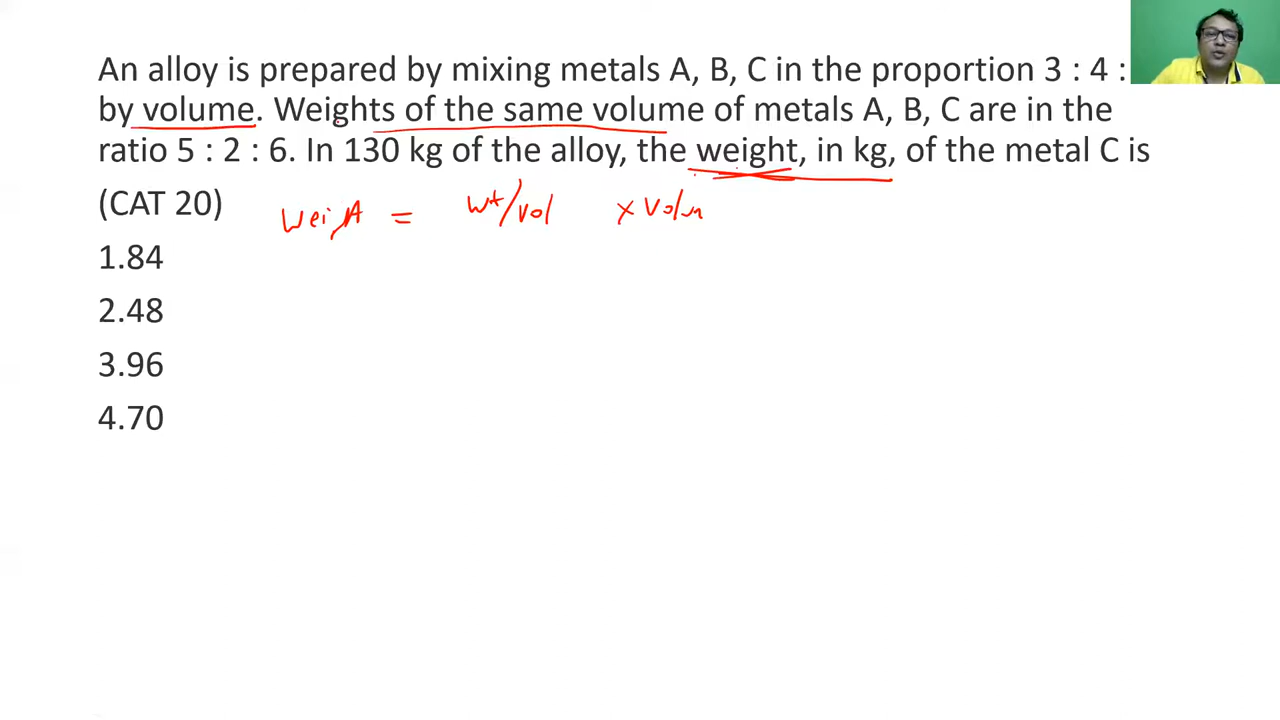 An alloy is prepared by mixing metals A, B, C in the proportion 3 : 4 :
by volume. Weights of the same volume of metals A, B, C are in the
ratio 5 : 2 : 6. In 130 kg of the alloy, the weight, in kg, of the metal C is
(CAT 20)
weight = wt/vol x volm
1.84
2.48
3.96
4.70